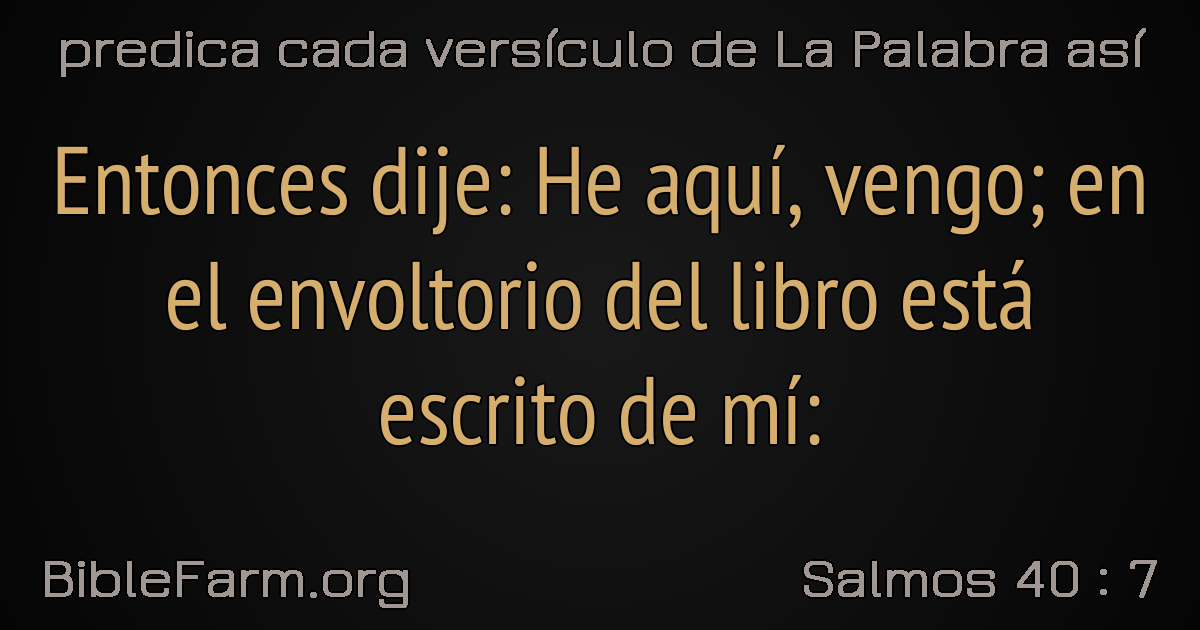 predica cada versículo de La Palabra así
Entonces dije: He aquí, vengo; en
el envoltorio del libro está
escrito de mí:
BibleFarm.org
Salmos 40 : 7